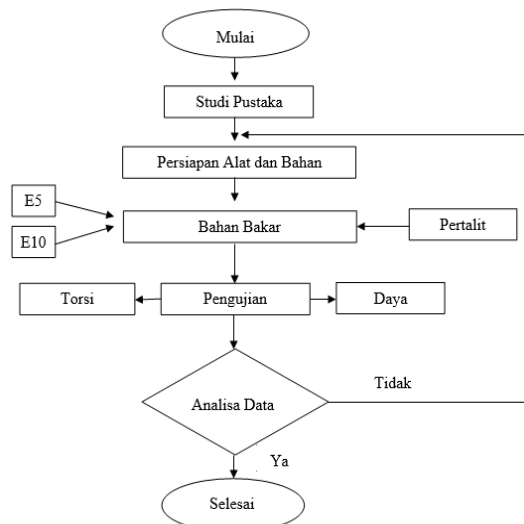 Mulai
Studi Pustaka
Persiapan Alat dan Bahan
E5
E10
Bahan Bakar
Pertalit
Torsi
Pengujian
Daya
Analisa Data
Tidak
Ya
Selesai